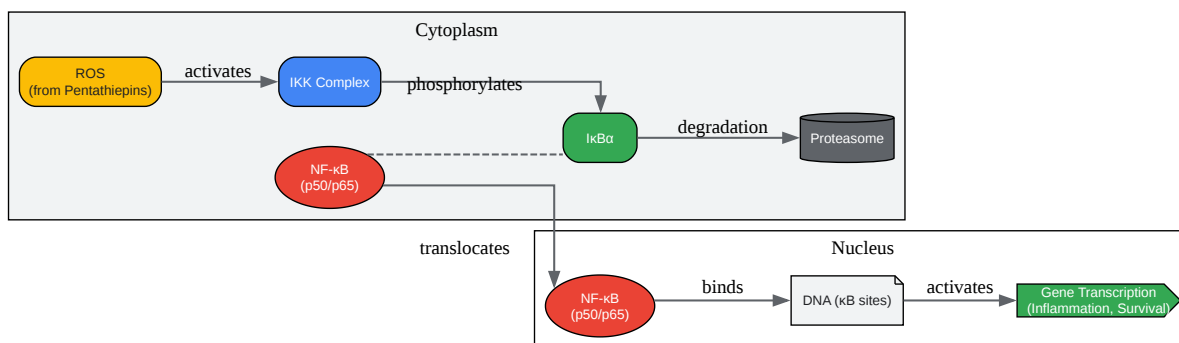 Cytoplasm
ROS
(from Pentathiepins)
activates
IKK Complex
phosphorylates
IκBα
degradation
Proteasome
NF-κB
(p50/p65)
translocates
Nucleus
NF-κB
(p50/p65)
binds
DNA (κB sites)
activates
Gene Transcription
(Inflammation, Survival)